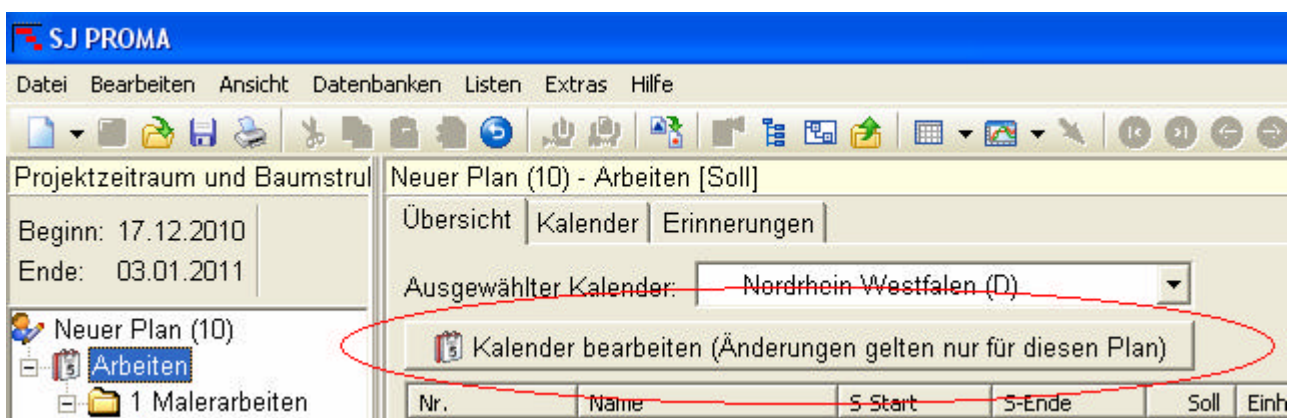 SJ PROMA
Datei Bearbeiten Ansicht Datenbanken Listen Extras Hilfe
Projektzeitraum und Baumstrul
Neuer Plan (10) - Arbeiten [Soll]
Beginn: 17.12.2010
Ende: 03.01.2011
Übersicht Kalender Erinnerungen
Ausgewählter Kalender: Nordrhein Westfalen (D)
Kalender bearbeiten (Änderungen gelten nur für diesen Plan)
Neuer Plan (10)
Arbeiten
1 Malerarbeiten
Nr. Name S-Start S-Ende Soll Einh